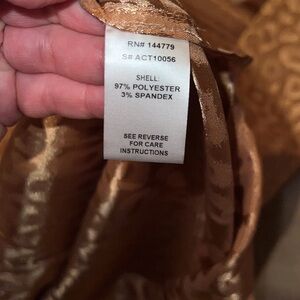 RN# 144779
S# ACT10056
SHELL:
97% POLYESTER
3% SPANDEX
SEE REVERSE
FOR CARE
INSTRUCTIONS